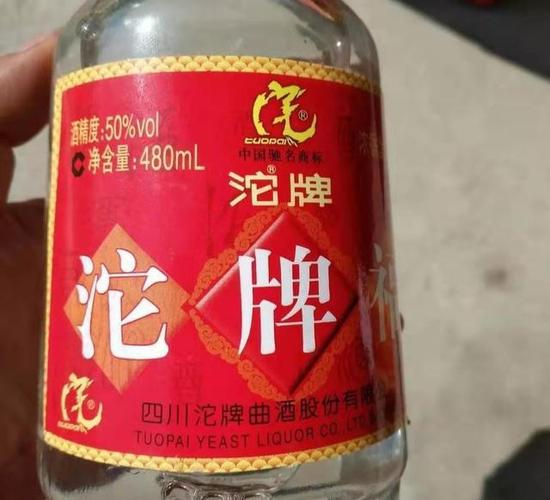 酒精度:50%vol
净含量:480mL
沱
®
TUOPAI
中国驰名商标
沱®牌
浓香
沱牌
沱
TUOPAI
四川沱牌曲酒股份有限
TUOPAI YEAST LIQUOR CO.,LTD